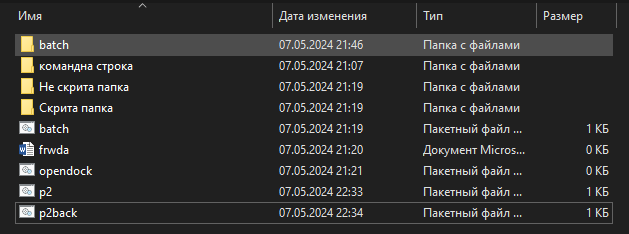 Имя Дата изменения Тип Размер
batch 07.05.2024 21:46 Папка с файлами
командна строка 07.05.2024 21:07 Папка с файлами
Не скрита папка 07.05.2024 21:19 Папка с файлами
Скрита папка 07.05.2024 21:19 Папка с файлами
batch 07.05.2024 21:19 Пакетный файл ... 1 КБ
frwda 07.05.2024 21:20 Документ Micros... 0 КБ
opendock 07.05.2024 21:21 Пакетный файл ... 0 КБ
p2 07.05.2024 22:33 Пакетный файл ... 1 КБ
p2back 07.05.2024 22:34 Пакетный файл ... 1 КБ